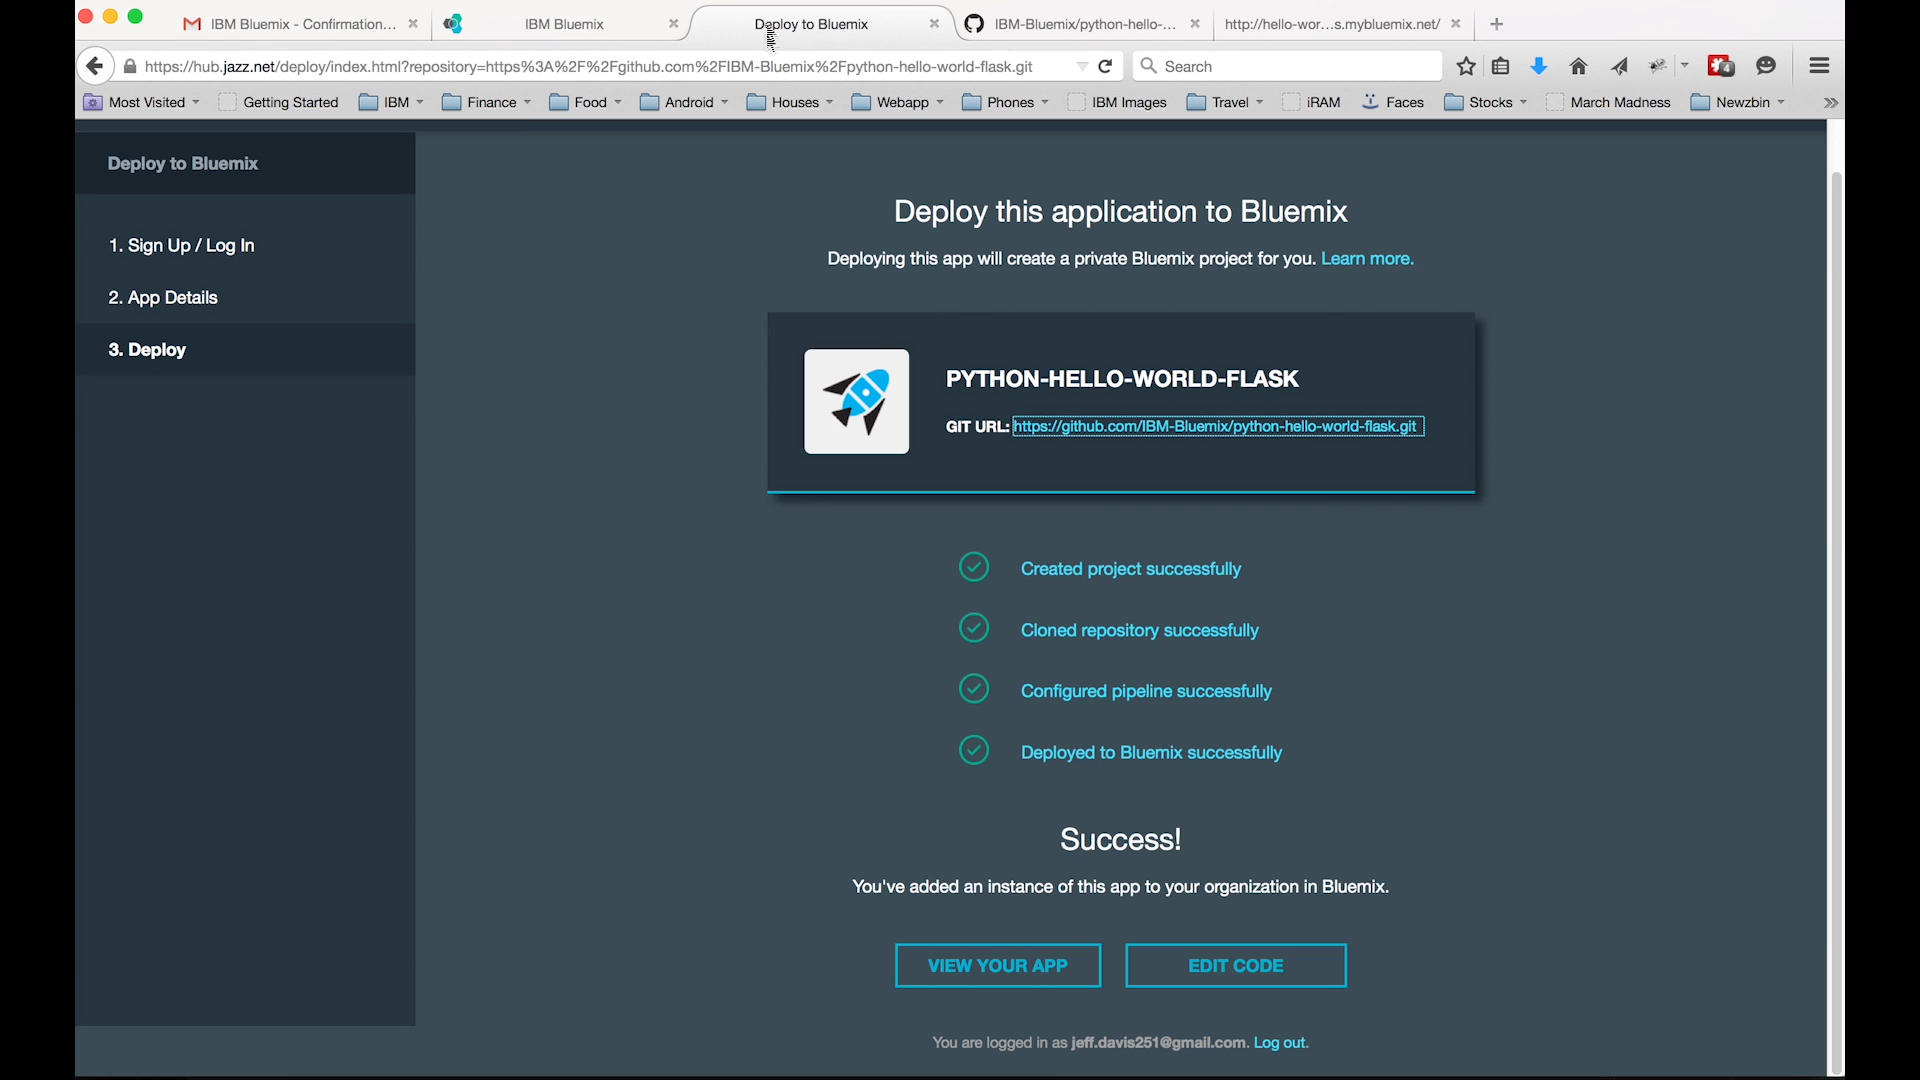 IBM Bluemix - Confirmation...
IBM Bluemix
Deploy to Bluemix
IBM-Bluemix/python-hello-...
http://hello-wor...s.mybluemix.net/
https://hub.jazz.net/deploy/index.html?repository=https%3A%2F%2Fgithub.com%2FIBM-Bluemix%2Fpython-hello-world-flask.git
Search
4
Most Visited
Getting Started
IBM
Finance
Food
Android
Houses
Webapp
Phones
IBM Images
Travel
iRAM
Faces
Stocks
March Madness
Newzbin
Deploy to Bluemix
1. Sign Up / Log In
2. App Details
3. Deploy
Deploy this application to Bluemix
Deploying this app will create a private Bluemix project for you. Learn more.
PYTHON-HELLO-WORLD-FLASK
GIT URL: https://github.com/IBM-Bluemix/python-hello-world-flask.git
Created project successfully
Cloned repository successfully
Configured pipeline successfully
Deployed to Bluemix successfully
Success!
You've added an instance of this app to your organization in Bluemix.
VIEW YOUR APP
EDIT CODE
You are logged in as jeff.davis251@gmail.com. Log out.